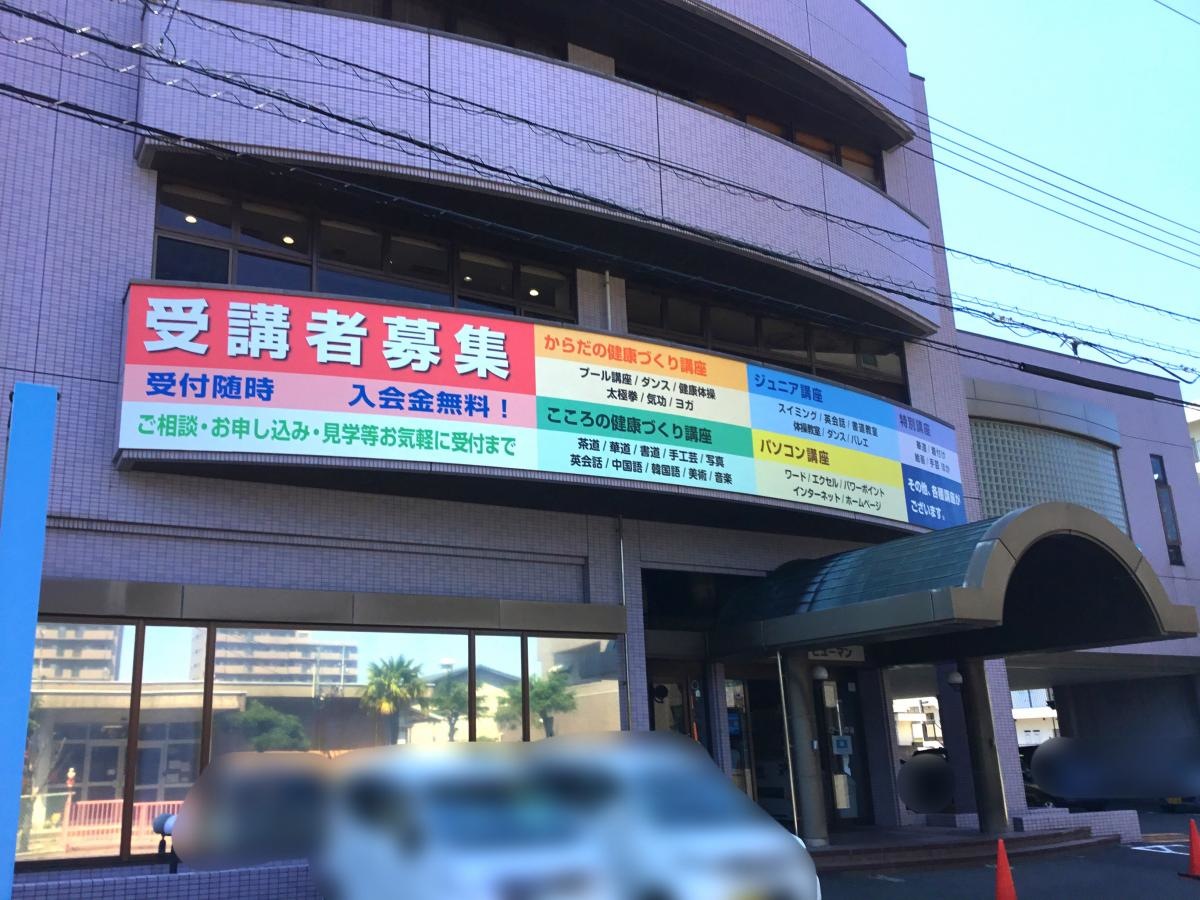 受講者募集
受付随時 入会金無料！
ご相談・お申し込み・見学等お気軽に受付まで
からだの健康づくり講座
プール講座/ダンス/健康体操
太極拳/気功/ヨガ
こころの健康づくり講座
茶道/華道/書道/手工芸/写真
英会話/中国語/韓国語/美術/音楽
ジュニア講座
スイミング/英会話/書道教室
体操教室/ダンス/バレエ
パソコン講座
ワード/エクセル/パワーポイント
インターネット/ホームページ
特別講座
その他、各種講座が
ございます。
ヒューマン